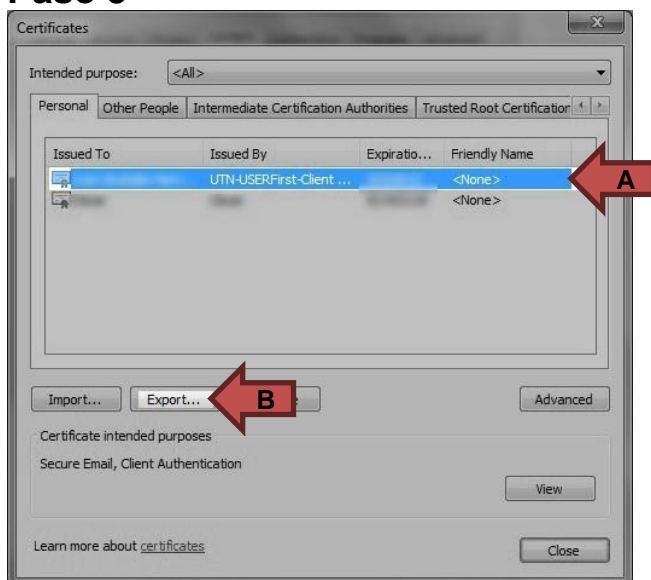 Certificates
Intended purpose: <All>
Personal Other People Intermediate Certification Authorities Trusted Root Certification
Issued To Issued By Expiratio... Friendly Name
UTN-USERFirst-Client ... <None>
A
<None>
Import... Export... B Advanced
Certificate intended purposes
Secure Email, Client Authentication
View
Learn more about certificates
Close